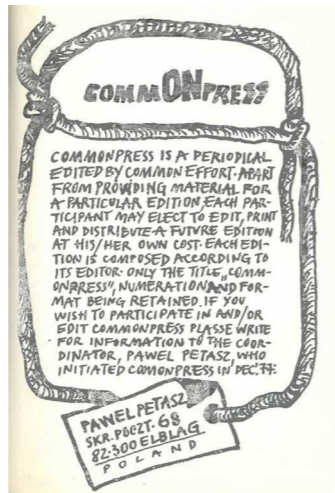 COMMONPRESS
COMMONPRESS IS A PERIODICAL
EDITED BY COMMON EFFORT. APART
FROM PROVIDING MATERIAL FOR
A PARTICULAR EDITION, EACH PAR-
TICIPANT MAY ELECT TO EDIT, PRINT
AND DISTRIBUTE A FUTURE EDITION
AT HIS/HER OWN COST. EACH EDI-
TION IS COMPOSED ACCORDING TO
ITS EDITOR. ONLY THE TITLE „COMM-
ONPRESS", NUMERATION AND FOR-
MAT BEING RETAINED. IF YOU
WISH TO PARTICIPATE IN AND/OR
EDIT COMMONPRESS PLASSE WRITE
FOR INFORMATION TO THE COOR-
DINATOR, PAWEL PETASZ, WHO
INITIATED COMONPRESS IN DEC. 77.
PAWEL PETASZ
SKR. POCZT. 68
82-300 ELBLAG
POLAND